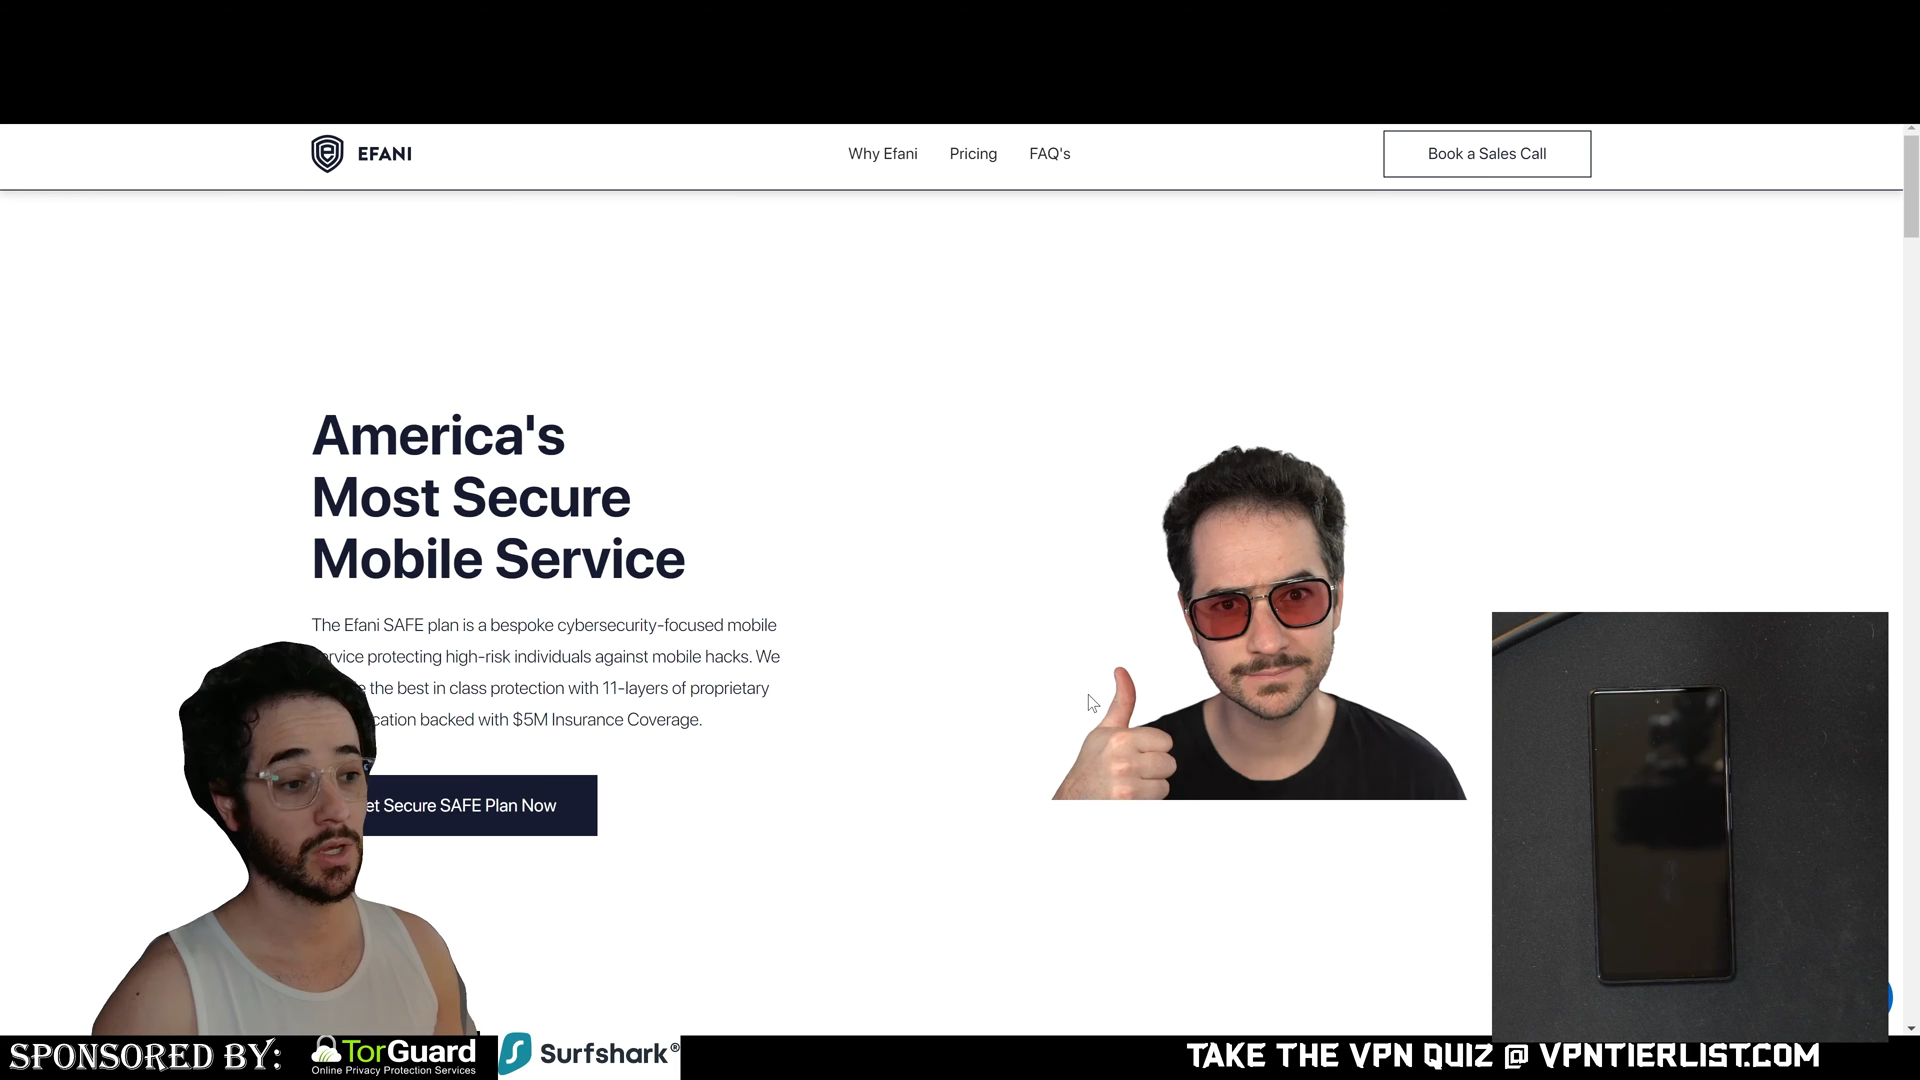 EFANI
Why Efani
Pricing
FAQ's
Book a Sales Call
America's
Most Secure
Mobile Service
The Efani SAFE plan is a bespoke cybersecurity-focused mobile
protecting high-risk individuals against mobile hacks. We
the best in class protection with 11-layers of proprietary
backed with $5M Insurance Coverage.
Secure SAFE Plan Now
SPONSORED BY:
TorGuard
Online Privacy Protection Services
Surfshark®
TAKE THE VPN QUIZ @ VPNTIERLIST.COM